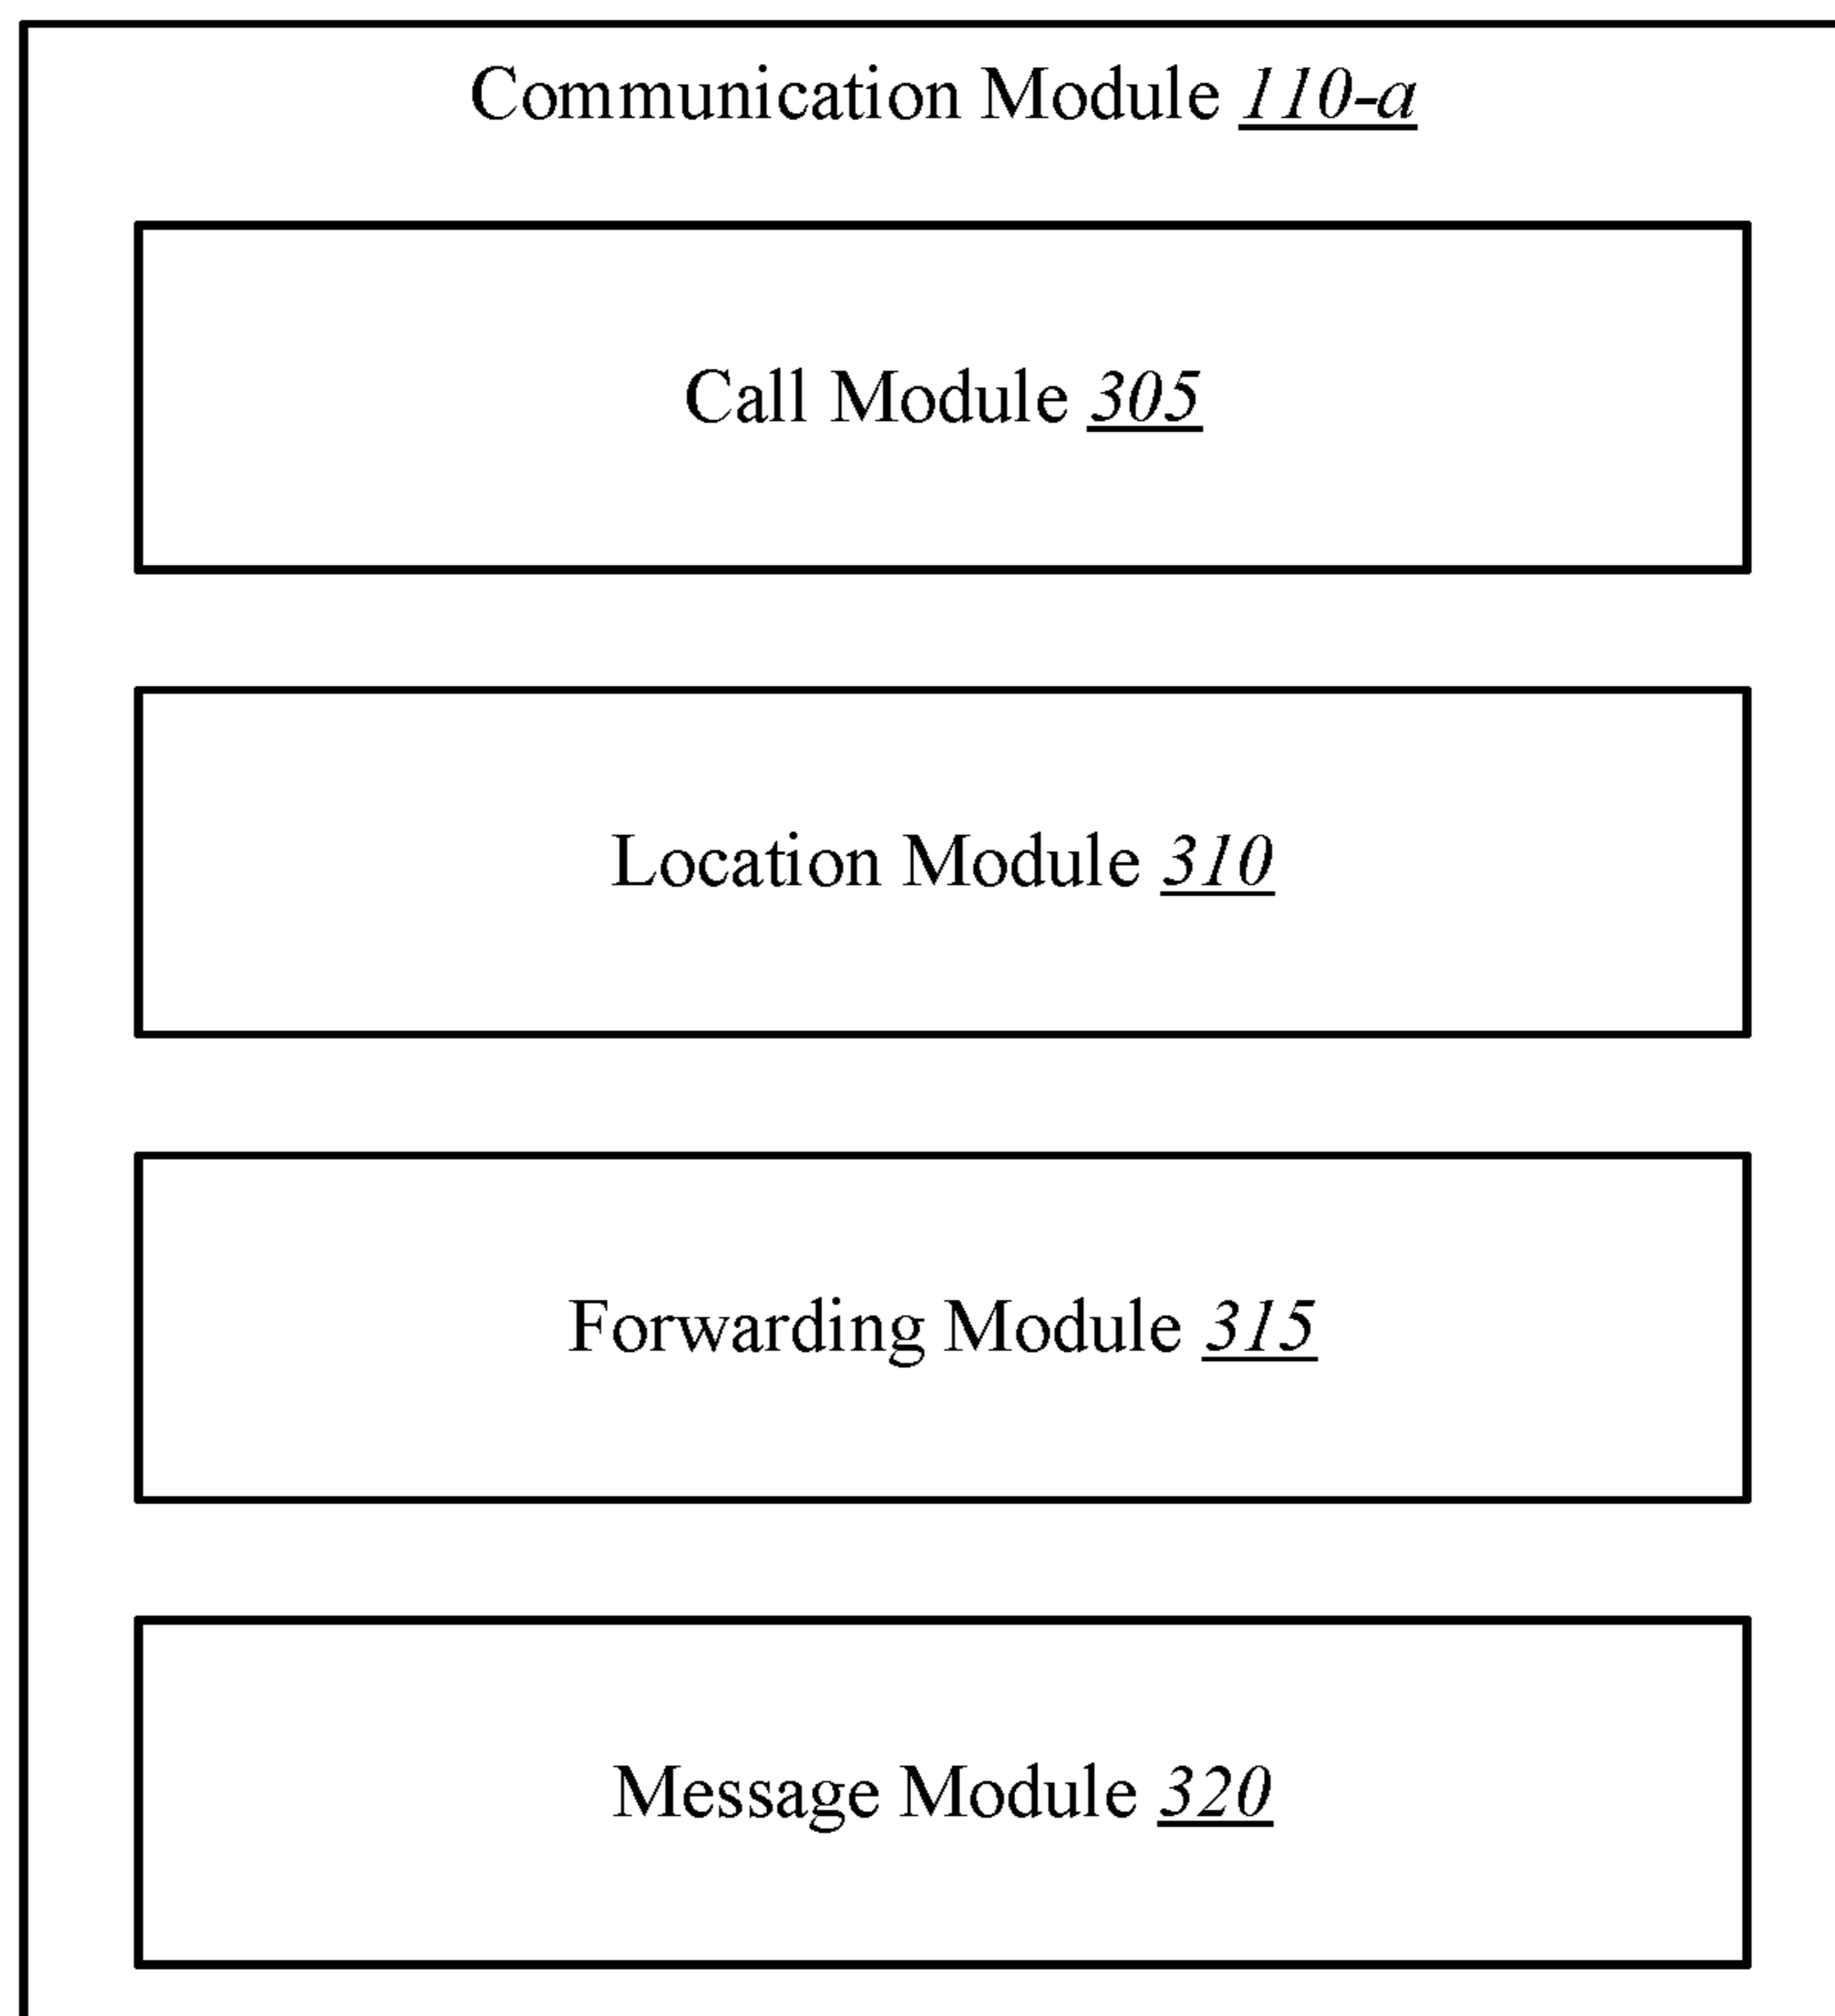 Communication Module 110-a
Call Module 305
Location Module 310
Forwarding Module 315
Message Module 320